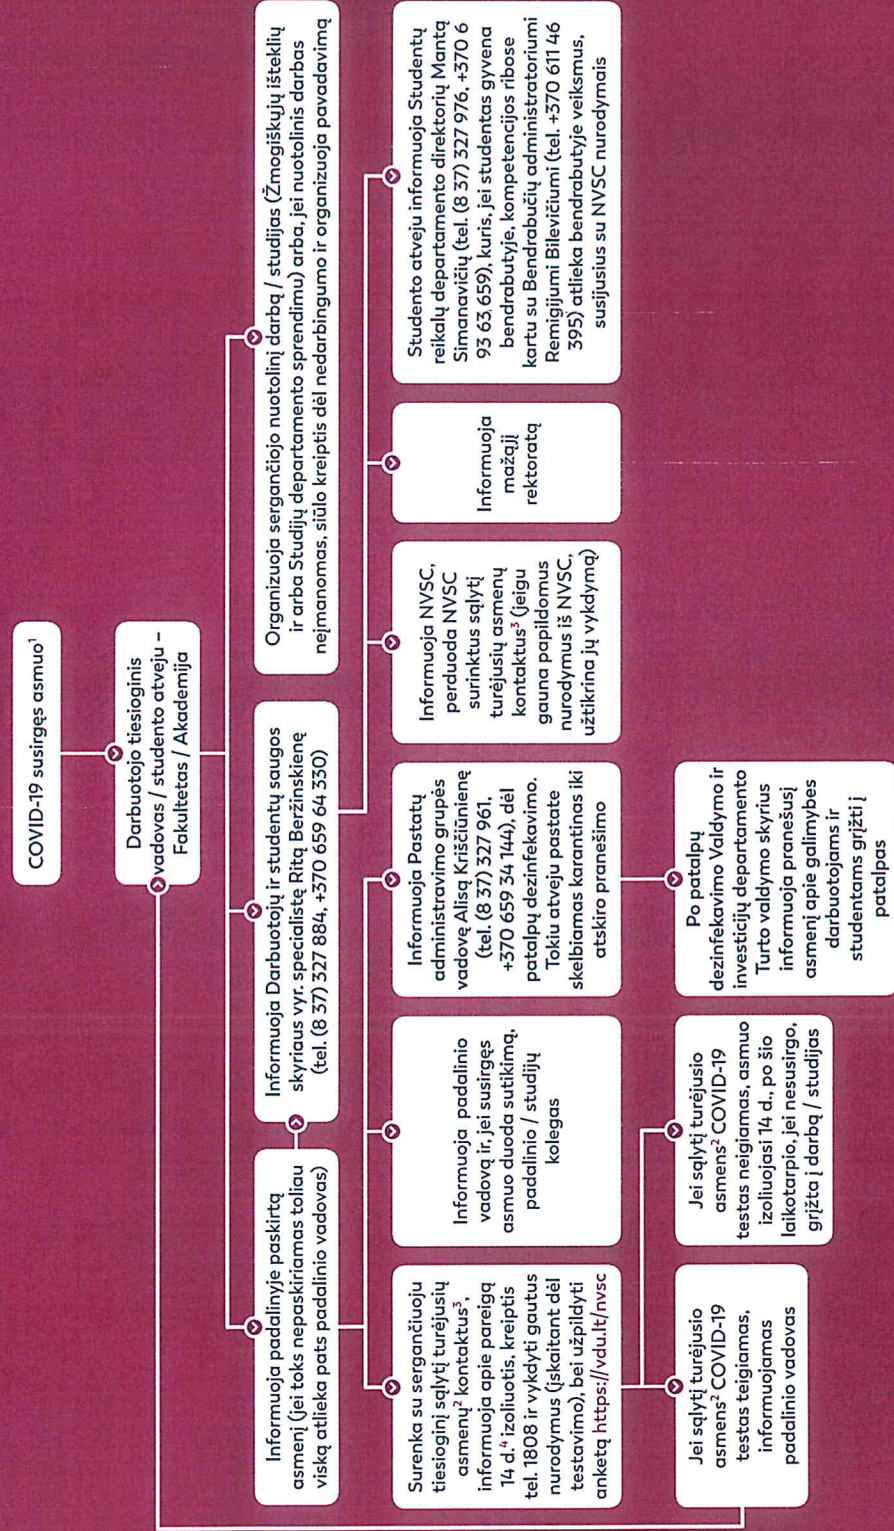 COVID-19 susirgęs asmuo¹
Darbuotojo tiesioginis
vadovas / studento atveju –
Fakultetas / Akademija
Informuoja padalinyje paskirtą
asmenį (jei toks nepaskiriamas toliau
viską atlieka pats padalinio vadovas)
Informuoja Darbuotojų ir studentų saugos
skyriaus vyr. specialistę Ritą Beržinskienę
(tel. (8 37) 327 884, +370 659 64 330)
Organizuoja sergančiojo nuotolinį darbą / studijas (Žmogiškųjų išteklių
ir arba Studijų departamento sprendimu) arba, jei nuotolinis darbas
neįmanomas, siūlo kreiptis dėl nedarbingumo ir organizuoja pavadavimą
Surenka su sergančiuoju
tiesioginį sąlytį turėjusių
asmenų² kontaktus³,
informuoja apie pareigą
14 d.⁴ izoliuotis, kreiptis
tel. 1808 ir vykdyti gautus
nurodymus (įskaitant dėl
testavimo), bei užpildyti
anketą https://vdu.lt/nvsc
Informuoja padalinio
vadovą ir, jei susirgęs
asmuo duoda sutikimą,
padalinio / studijų
kolegas
Informuoja Pastatų
administravimo grupės
vadovę Alisą Kriščiūnienę
(tel. (8 37) 327 961,
+370 659 34 144), dėl
patalpų dezinfekavimo.
Tokiu atveju pastate
skelbiamas karantinas iki
atskiro pranešimo
Informuoja NVSC,
perduoda NVSC
surinktus sąlytį
turėjusių asmenų
kontaktus³ (jeigu
gauna papildomus
nurodymus iš NVSC,
užtikrina jų vykdymą)
Informuoja
mažąjį
rektoratą
Studento atveju informuoja Studentų
reikalų departamento direktorių Mantą
Simanavičių (tel. (8 37) 327 976, +370 6
93 63 659), kuris, jei studentas gyvena
bendrabutyje, kompetencijos ribose
kartu su Bendrabučių administratoriumi
Remigijumi Bilevičiumi (tel. +370 611 46
395) atlieka bendrabutyje veiksmus,
susijusius su NVSC nurodymais
Jei sąlytį turėjusio
asmens² COVID-19
testas teigiamas,
informuojamas
padalinio vadovas
Jei sąlytį turėjusio
asmens² COVID-19
testas neigiamas, asmuo
izoliuojasi 14 d., po šio
laikotarpio, jei nesusirgo,
grįžta į darbą / studijas
Po patalpų
dezinfekavimo Valdymo ir
investicijų departamento
Turto valdymo skyrius
informuoja pranešusį
asmenį apie galimybes
darbuotojams ir
studentams grįžti į
patalpas